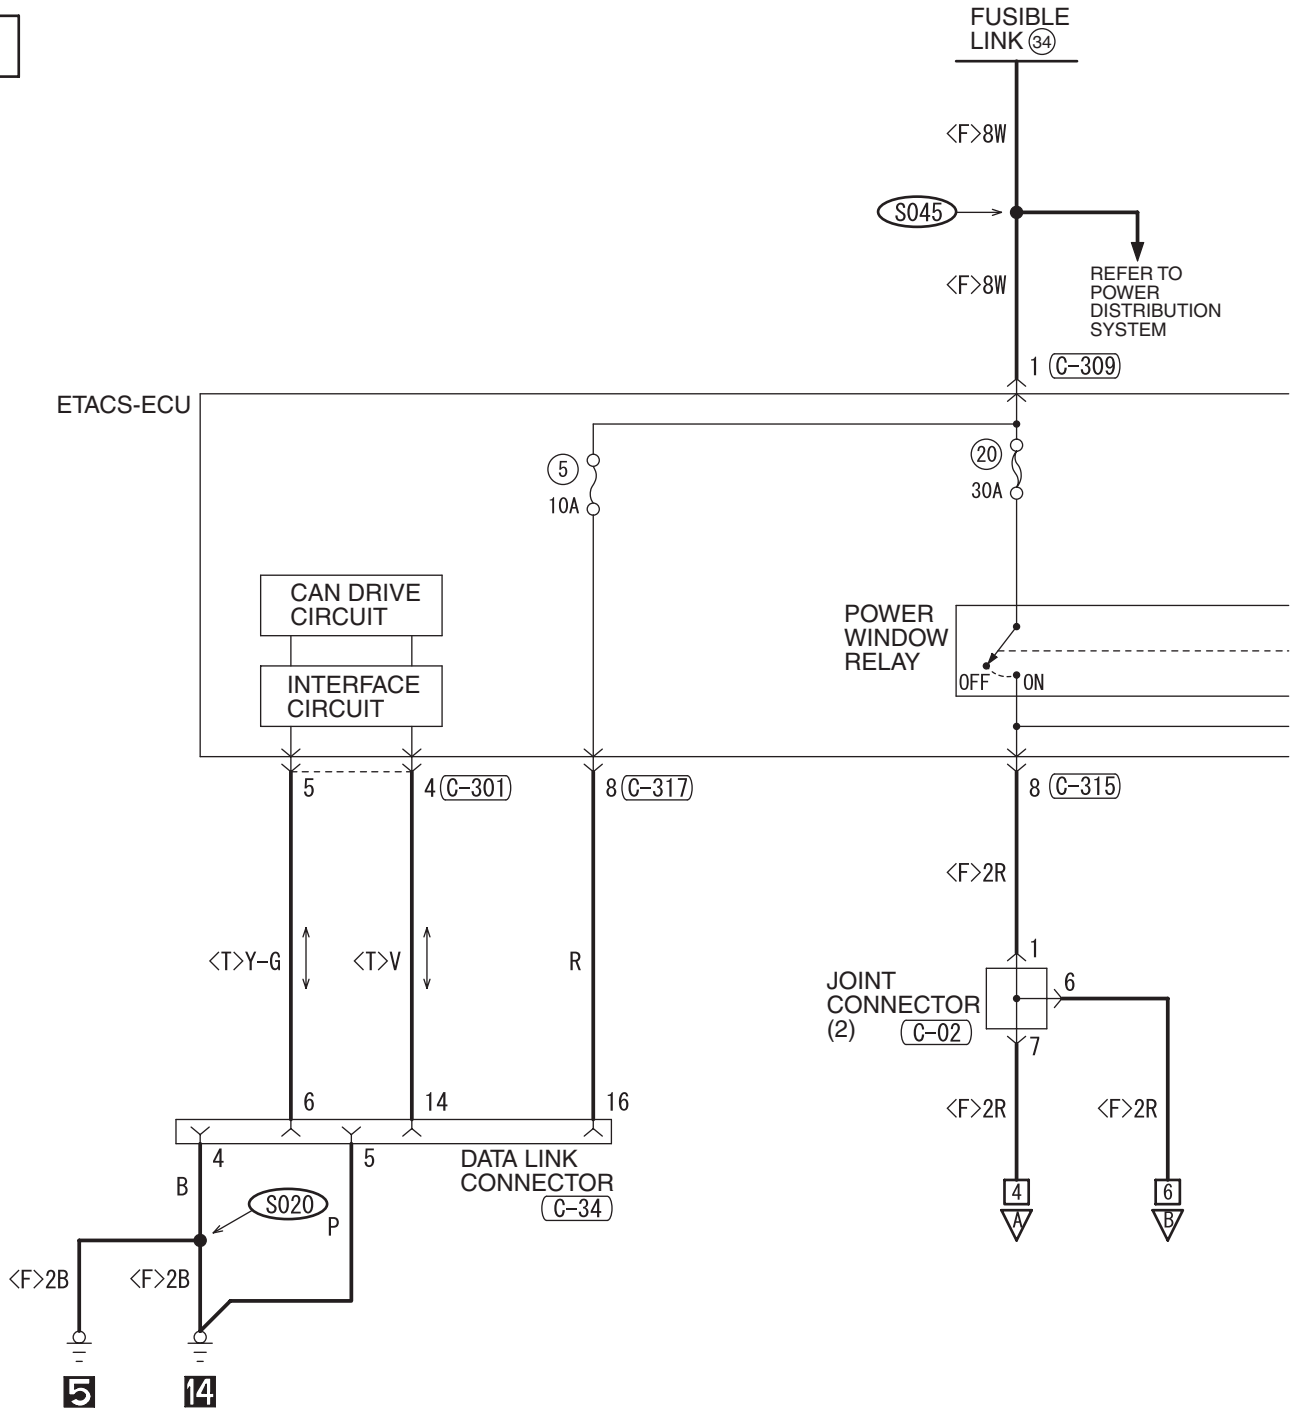 FUSIBLE
LINK 34
<F>8W
S045
<F>8W
REFER TO
POWER
DISTRIBUTION
SYSTEM
1 C-309
ETACS-ECU
5
10A
20
30A
CAN DRIVE
CIRCUIT
POWER
WINDOW
RELAY
OFF ON
INTERFACE
CIRCUIT
5
4 C-301
8 C-317
8 C-315
<F>2R
<T>Y-G
<T>V
R
1
JOINT
CONNECTOR
(2)
C-02
6
7
6
14
16
<F>2R
<F>2R
4
5
DATA LINK
CONNECTOR
C-34
B
S020
P
4
A
6
B
<F>2B
<F>2B
5
14